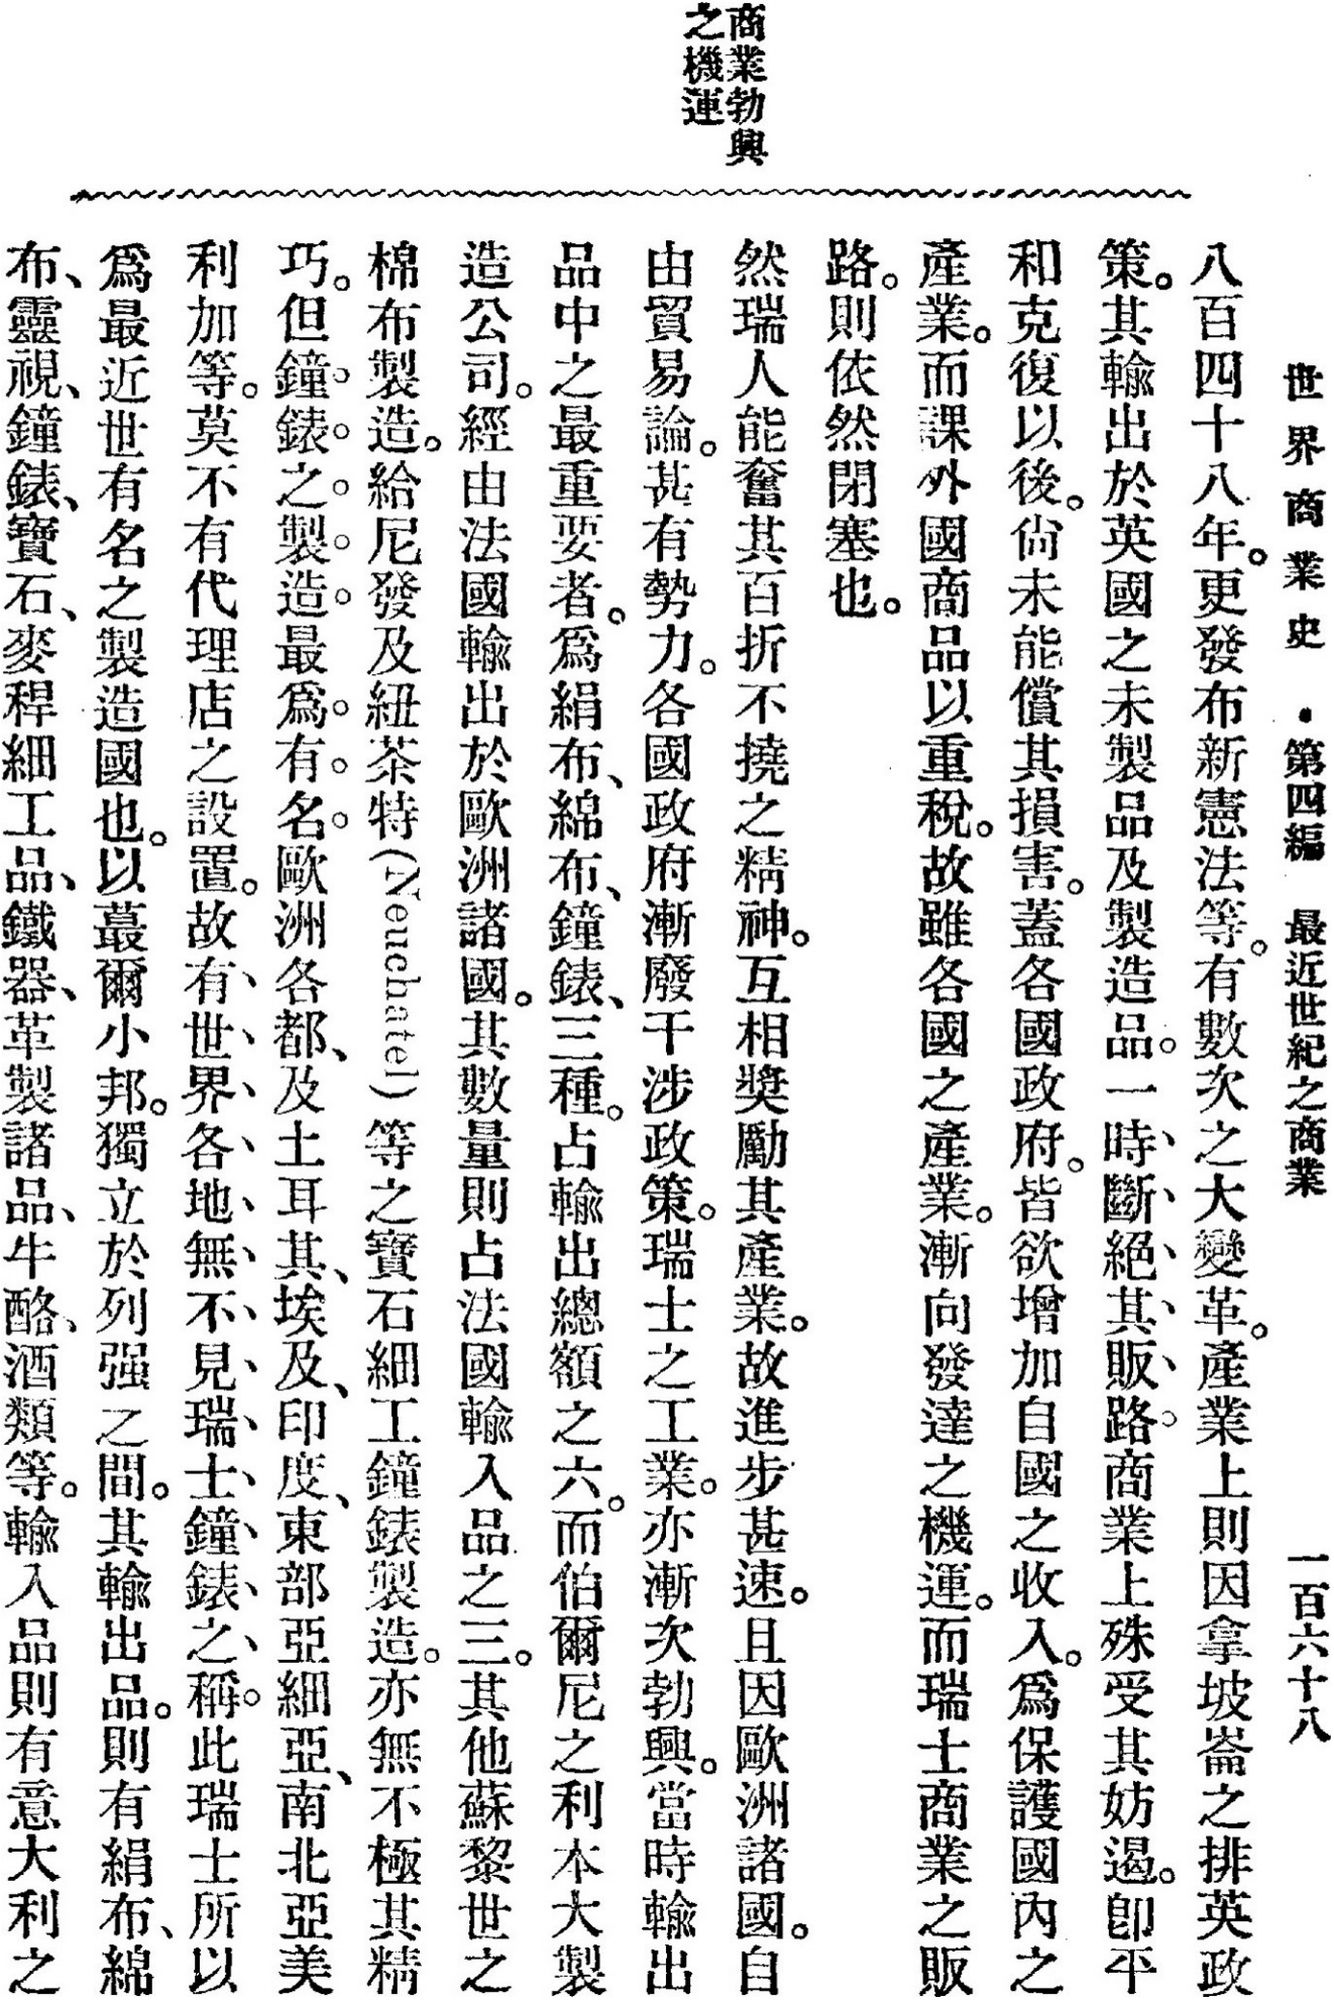 世界商業史　・第四編　最近世紀之商業　一百六十八
商業勃興
之機運
八百四十八年。更發布新憲法等。有數次之大變革。產業上則因拿坡崙之排英政
策。其輸出於英國之未製品及製造品。一時、斷、絕、其、販、路。商業上殊受其妨遏。卽平
和克復以後。尙未能償其損害。蓋各國政府。皆欲增加自國之收入。爲保護國內之
產業。而課外國商品以重稅。故雖各國之產業。漸向發達之機運。而瑞士商業之販
路。則依然閉塞也。
然瑞人能奮其百折不撓之精神。互相獎勵其產業。故進步甚速。且因歐洲諸國。自
由貿易論。甚有勢力。各國政府漸廢干涉政策。瑞士之工業。亦漸次勃興。當時輸出
品中之最重要者。爲絹布、綿布、鐘錶、三種。占輸出總額之六。而伯爾尼之利本大製
造公司。經由法國輸出於歐洲諸國。其數量則占法國輸入品之三。其他蘇黎世之
棉布製造。給尼發及紐茶特(Neuchatel)等之寶石細工鐘錶製造。亦無不極其精
巧。但鐘。錶。之。製。造。最爲。有。名。歐洲各都、及土耳其、埃及、印度、東部亞細亞、南北亞美
利加等。莫不有代理店之設置。故有、世、界、各、地、無、不、見、瑞、士、鐘、錶、之、稱。此瑞士所以
爲最近世有名之製造國也。以蕞爾小邦。獨立於列强之間。其輸出品。則有絹布、綿
布、靈視、鐘錶、寶石、麥稈細工品、鐵器、革製諸品、牛酪、酒類等。輸入品則有意大利之